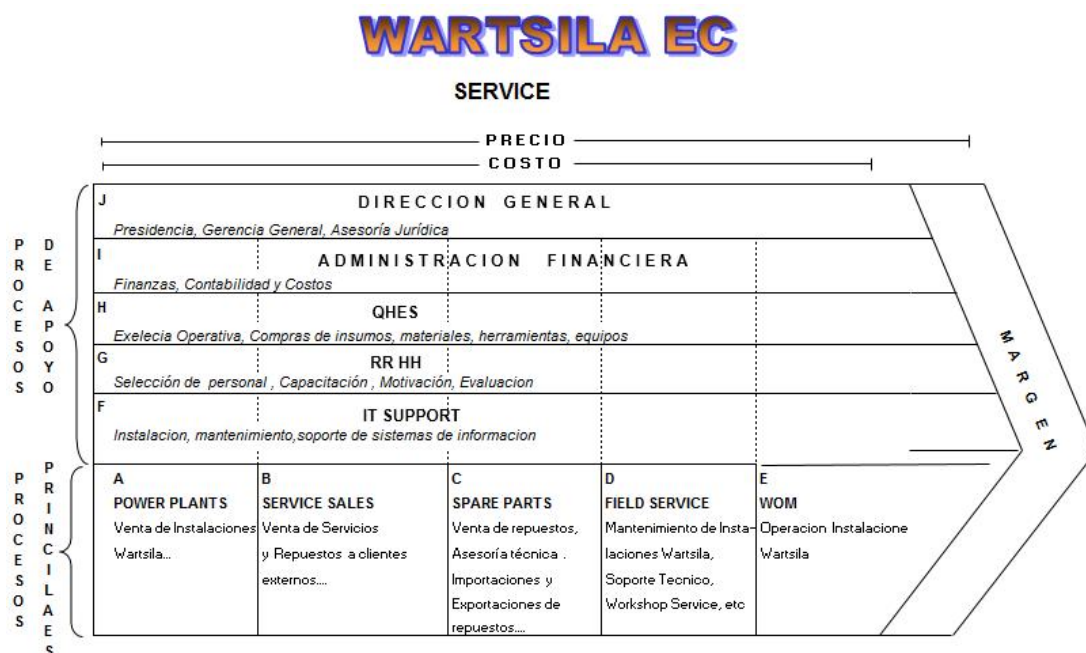 WARTSILA EC
SERVICE
PRECIO
COSTO
PROCESOS
DE APOYO
J
DIRECCION GENERAL
Presidencia, Gerencia General, Asesoría Jurídica
I
ADMINISTRACION FINANCIERA
Finanzas, Contabilidad y Costos
H
QHES
Exelecia Operativa, Compras de insumos, materiales, herramientas, equipos
G
RR HH
Selección de personal , Capacitación , Motivación, Evaluacion
F
IT SUPPORT
Instalacion, mantenimiento,soporte de sistemas de informacion
MARGEN
PROCESOS
PRINCILAES
A
POWER PLANTS
Venta de Instalaciones
Wartsila...
B
SERVICE SALES
Venta de Servicios
y Repuestos a clientes
externos....
C
SPARE PARTS
Venta de repuestos,
Asesoría técnica .
Importaciones y
Exportaciones de
repuestos....
D
FIELD SERVICE
Mantenimiento de Insta-
laciones Wartsila,
Soporte Tecnico,
Workshop Service, etc
E
WOM
Operacion Instalacione
Wartsila